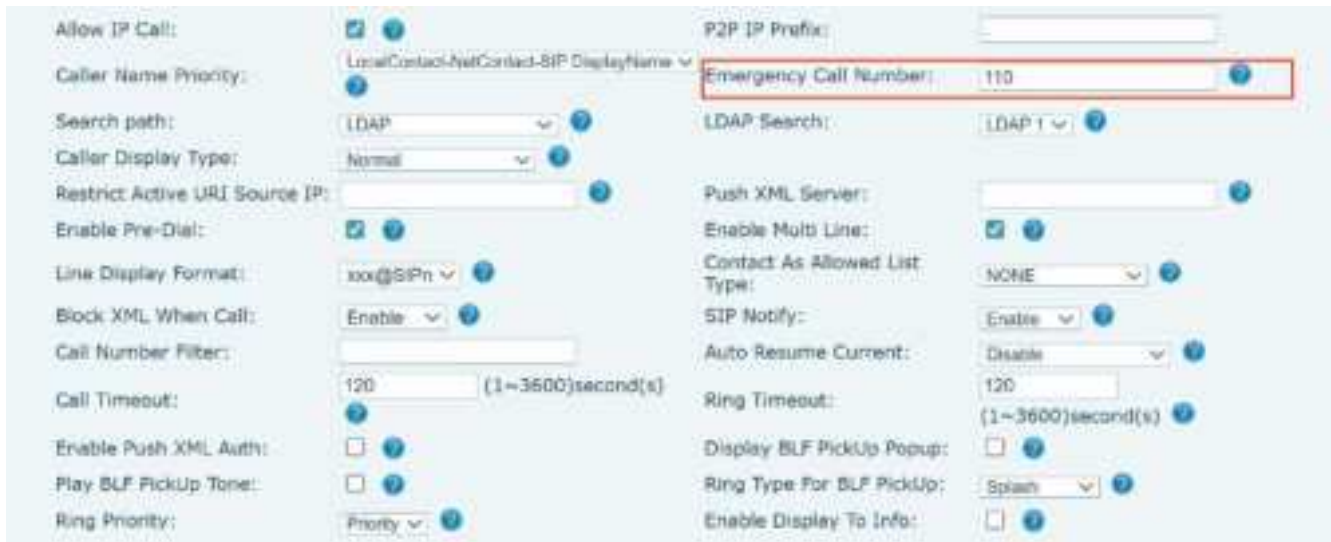 Allow IP Call:
P2P IP Prefix:
.
Caller Name Priority:
LocalContact-NetContact-SIP DisplayName
Emergency Call Number:
110
Search path:
LDAP
LDAP Search:
LDAP 1
Caller Display Type:
Normal
Restrict Active URI Source IP:
Push XML Server:
Enable Pre-Dial:
Enable Multi Line:
Line Display Format:
xxx@SIPn
Contact As Allowed List
Type:
NONE
Block XML When Call:
Enable
SIP Notify:
Enable
Call Number Filter:
Auto Resume Current:
Disable
Call Timeout:
120
(1~3600)second(s)
Ring Timeout:
120
(1~3600)second(s)
Enable Push XML Auth:
Display BLF PickUp Popup:
Play BLF PickUp Tone:
Ring Type For BLF PickUp:
Splash
Ring Priority:
Priority
Enable Display To Info: